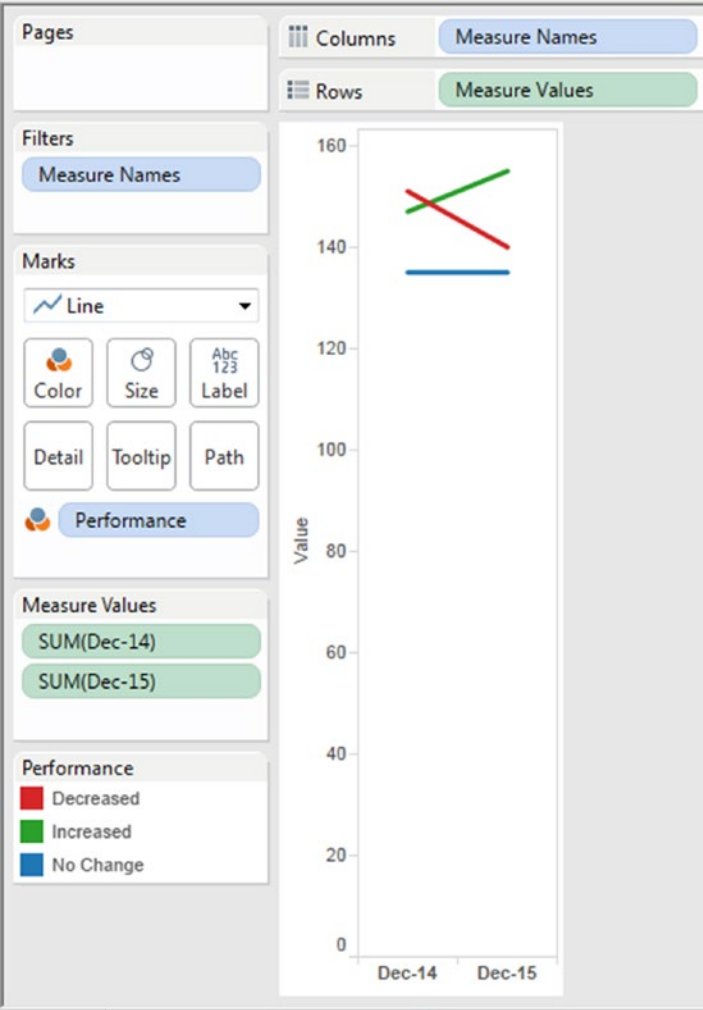 Pages
Columns
Measure Names
Rows
Measure Values
Filters
Measure Names
Marks
Line
Color
Size
Abc
123
Label
Detail
Tooltip
Path
Performance
Measure Values
SUM(Dec-14)
SUM(Dec-15)
Performance
Decreased
Increased
No Change
160
140
120
100
80
60
40
20
0
Value
Dec-14
Dec-15